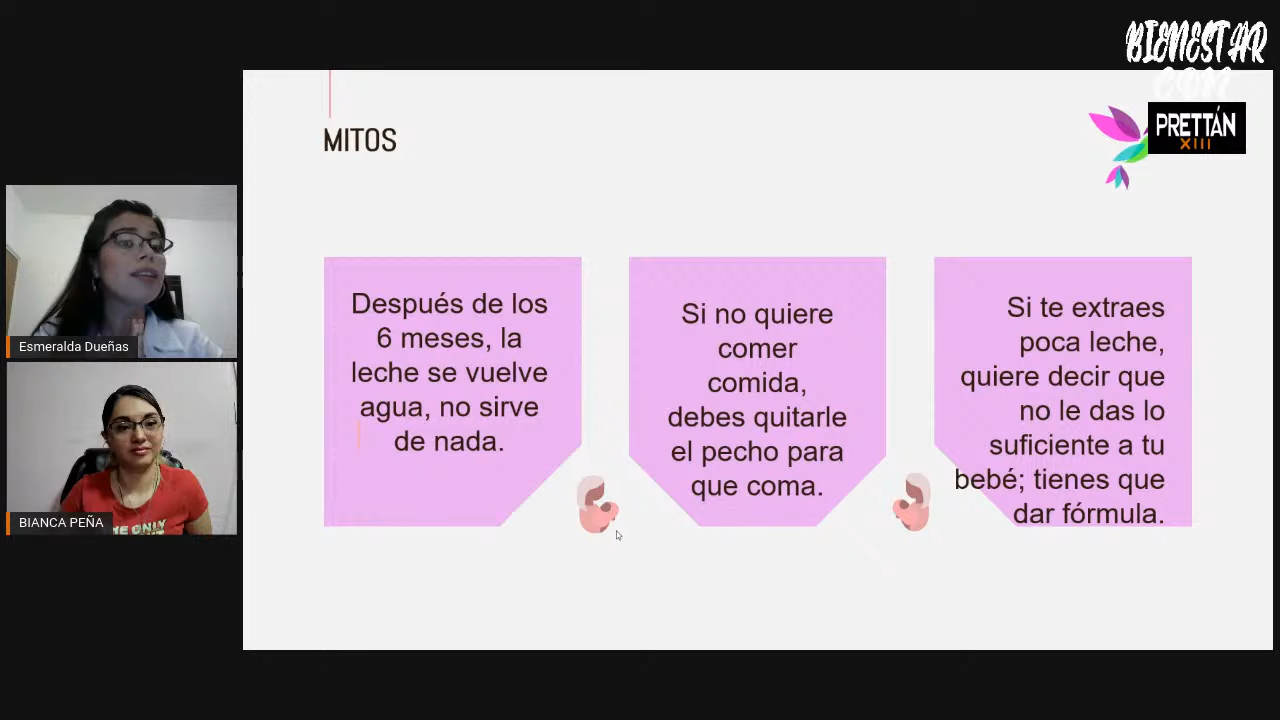 BIENESTAR
CDMX
PRETTÁN
XIII
MITOS
Después de los
6 meses, la
leche se vuelve
agua, no sirve
de nada.
Si no quiere
comer
comida,
debes quitarle
el pecho para
que coma.
Si te extraes
poca leche,
quiere decir que
no le das lo
suficiente a tu
bebé; tienes que
dar fórmula.
Esmeralda Dueñas
BIANCA PEÑA